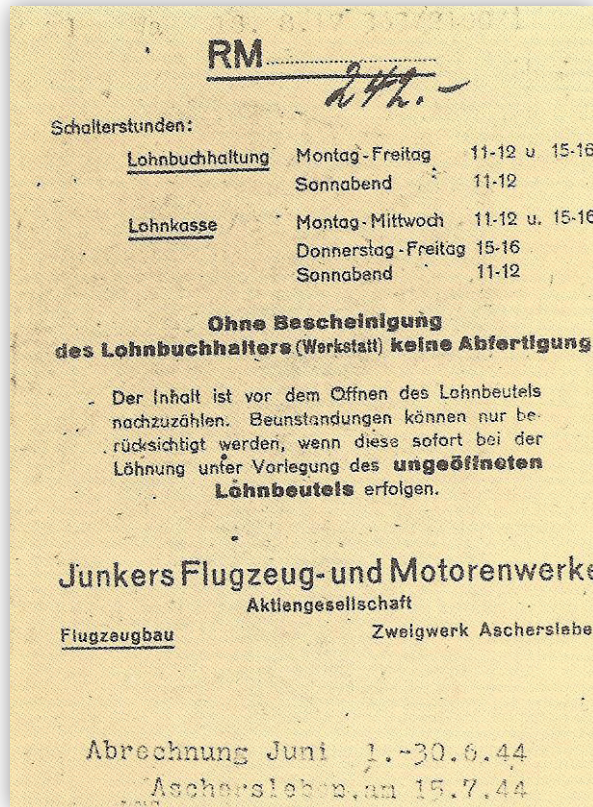 RM
242.-
Schalterstunden:
Lohnbuchhaltung Montag-Freitag 11-12 u 15-16
Sonnabend 11-12
Lohnkasse Montag-Mittwoch 11-12 u. 15-16
Donnerstag-Freitag 15-16
Sonnabend 11-12
Ohne Bescheinigung
des Lohnbuchhalters (Werkstatt) keine Abfertigung
Der Inhalt ist vor dem Öffnen des Lohnbeutels
nachzuzählen. Beanstandungen können nur be-
rücksichtigt werden, wenn diese sofort bei der
Löhnung unter Vorlegung des ungeöffneten
Lohnbeutels erfolgen.
Junkers Flugzeug-und Motorenwerke
Aktiengesellschaft
Flugzeugbau Zweigwerk Aschersleben
Abrechnung Juni 1.-30.6.44
Aschersleben,am 15.7.44